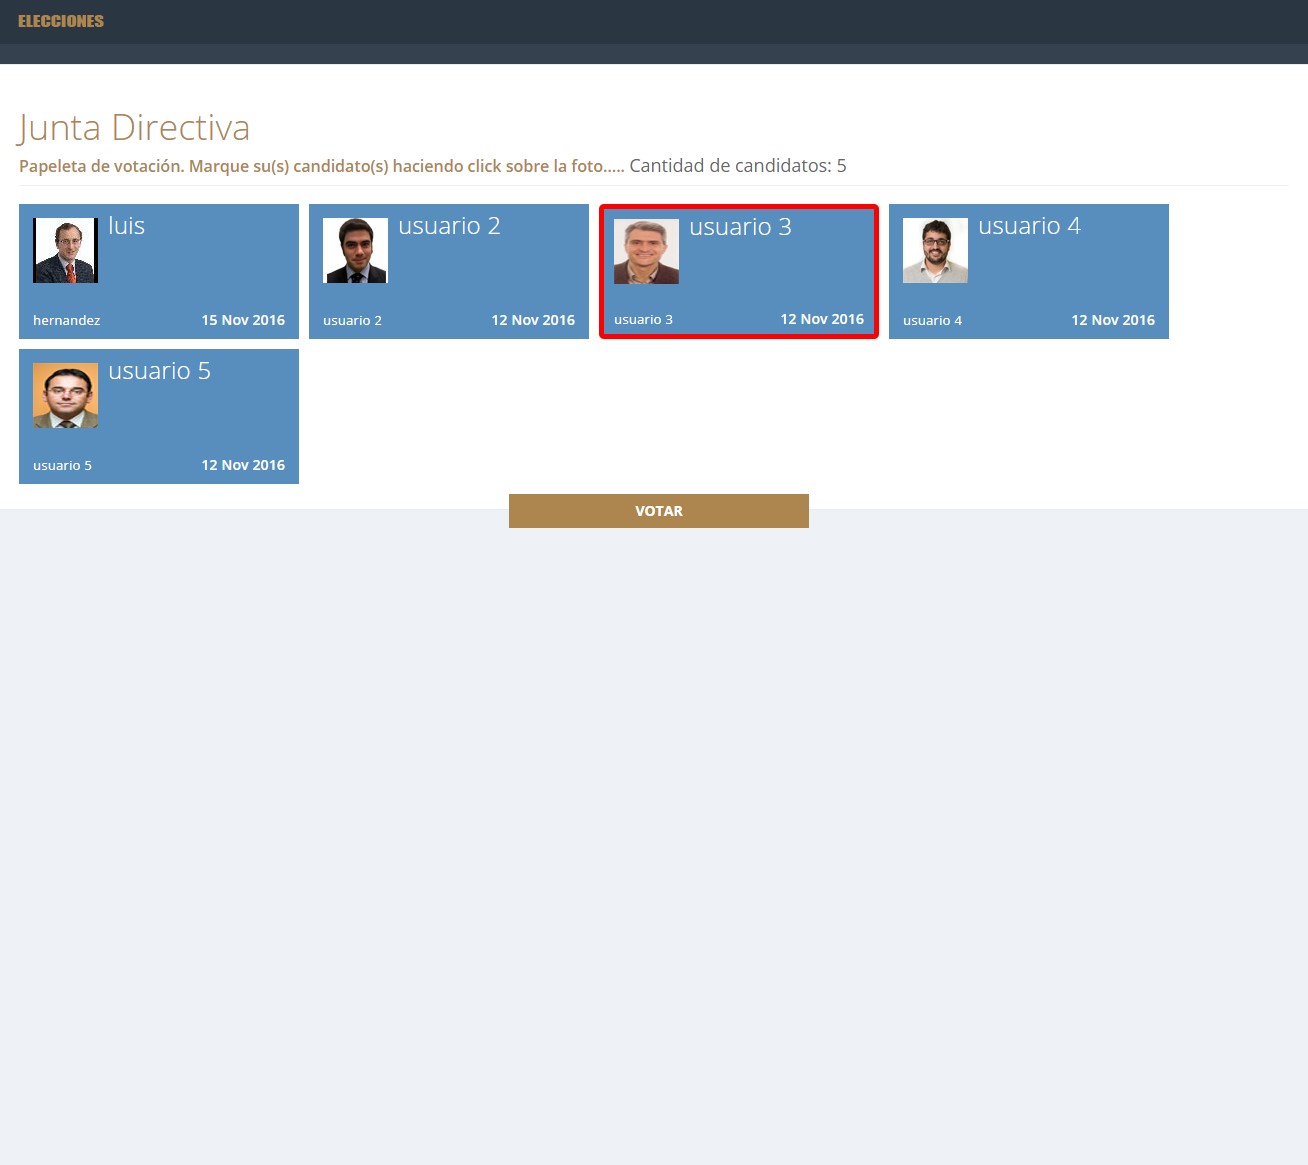 ELECCIONES
Junta Directiva
Papeleta de votación. Marque su(s) candidato(s) haciendo click sobre la foto..... Cantidad de candidatos: 5
luis
hernandez 15 Nov 2016
usuario 2
usuario 2 12 Nov 2016
usuario 3
usuario 3 12 Nov 2016
usuario 4
usuario 4 12 Nov 2016
usuario 5
usuario 5 12 Nov 2016
VOTAR